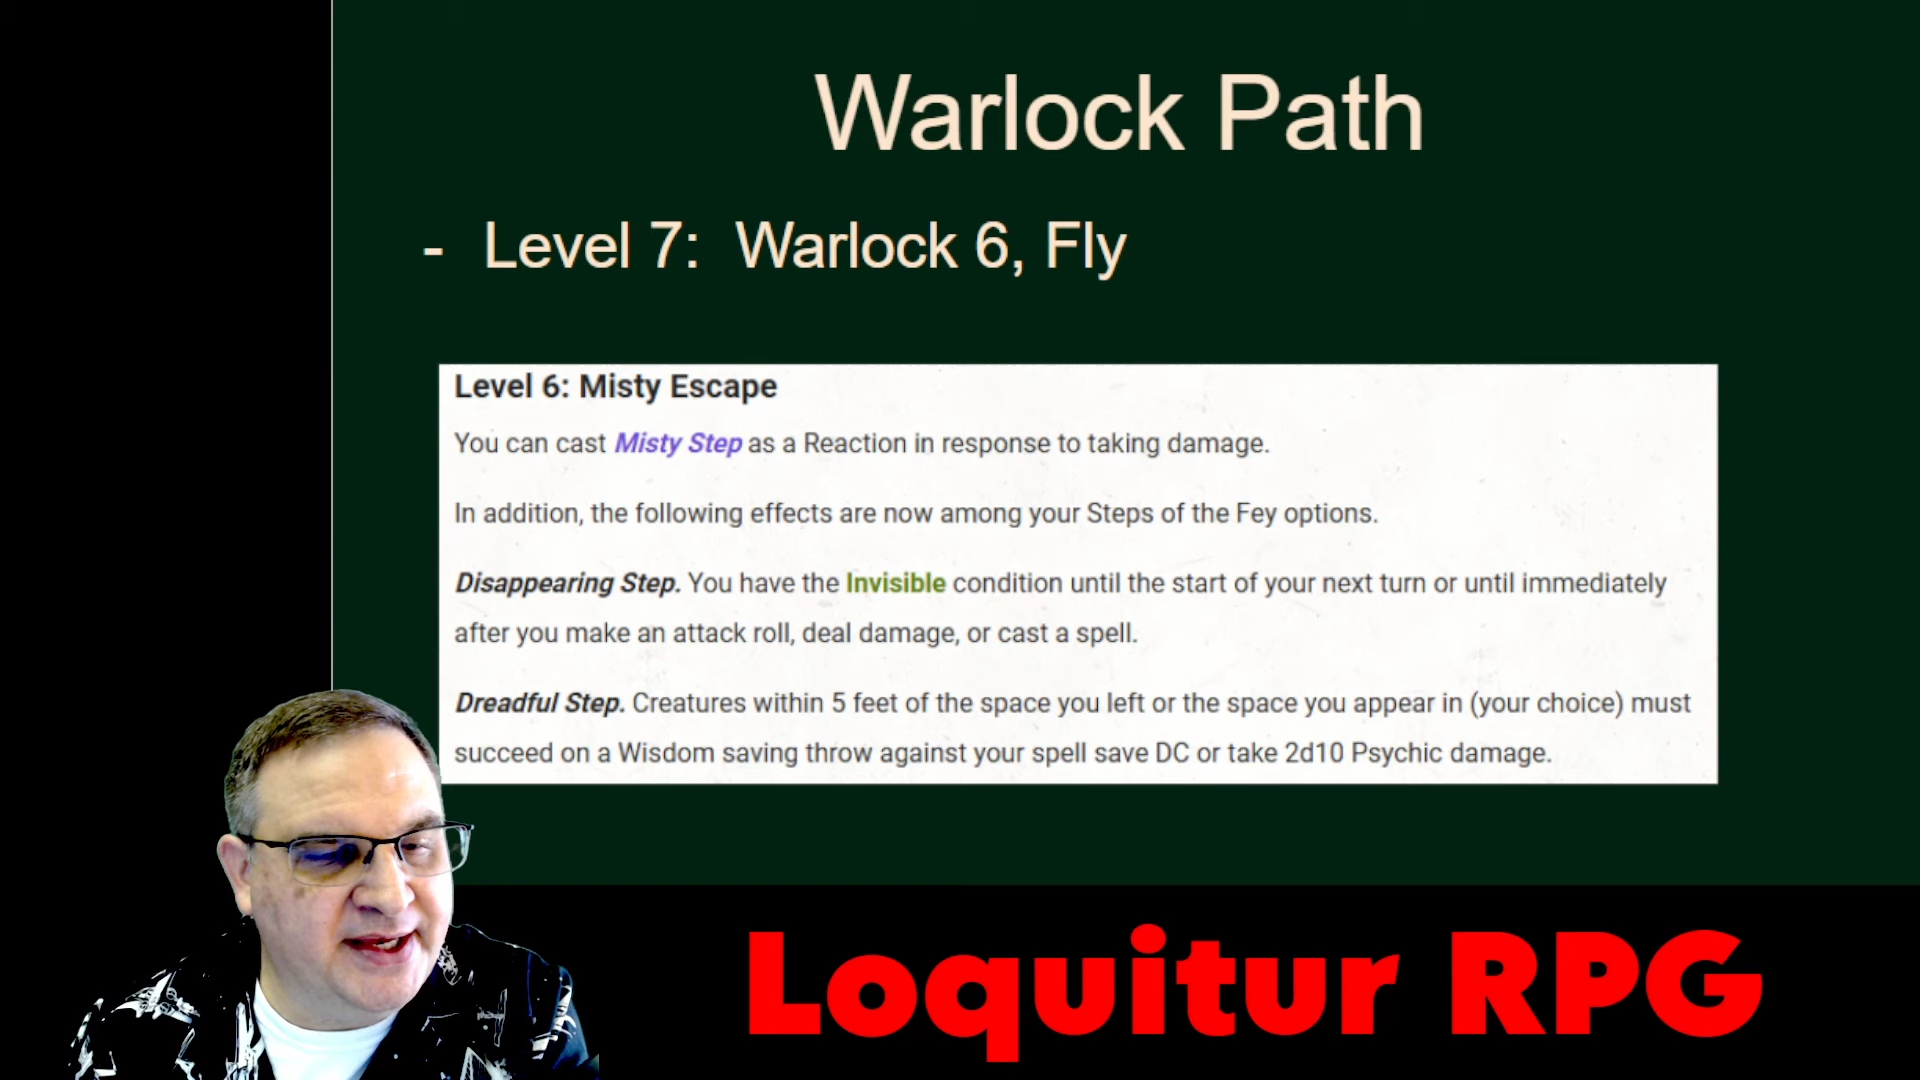 Warlock Path
- Level 7: Warlock 6, Fly
Level 6: Misty Escape
You can cast Misty Step as a Reaction in response to taking damage.
In addition, the following effects are now among your Steps of the Fey options.
Disappearing Step. You have the Invisible condition until the start of your next turn or until immediately
after you make an attack roll, deal damage, or cast a spell.
Dreadful Step. Creatures within 5 feet of the space you left or the space you appear in (your choice) must
succeed on a Wisdom saving throw against your spell save DC or take 2d10 Psychic damage.
Loquitur RPG